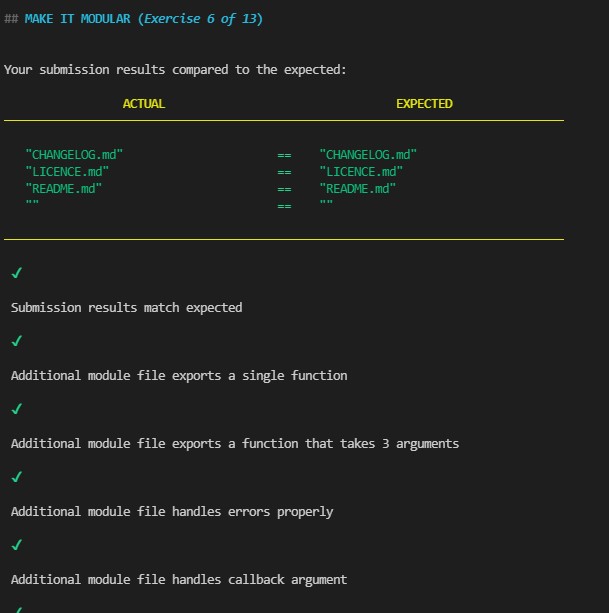 ## MAKE IT MODULAR (Exercise 6 of 13)
Your submission results compared to the expected:
ACTUAL EXPECTED
"CHANGELOG.md" == "CHANGELOG.md"
"LICENCE.md" == "LICENCE.md"
"README.md" == "README.md"
"" == ""
✓
Submission results match expected
✓
Additional module file exports a single function
✓
Additional module file exports a function that takes 3 arguments
✓
Additional module file handles errors properly
✓
Additional module file handles callback argument
✓